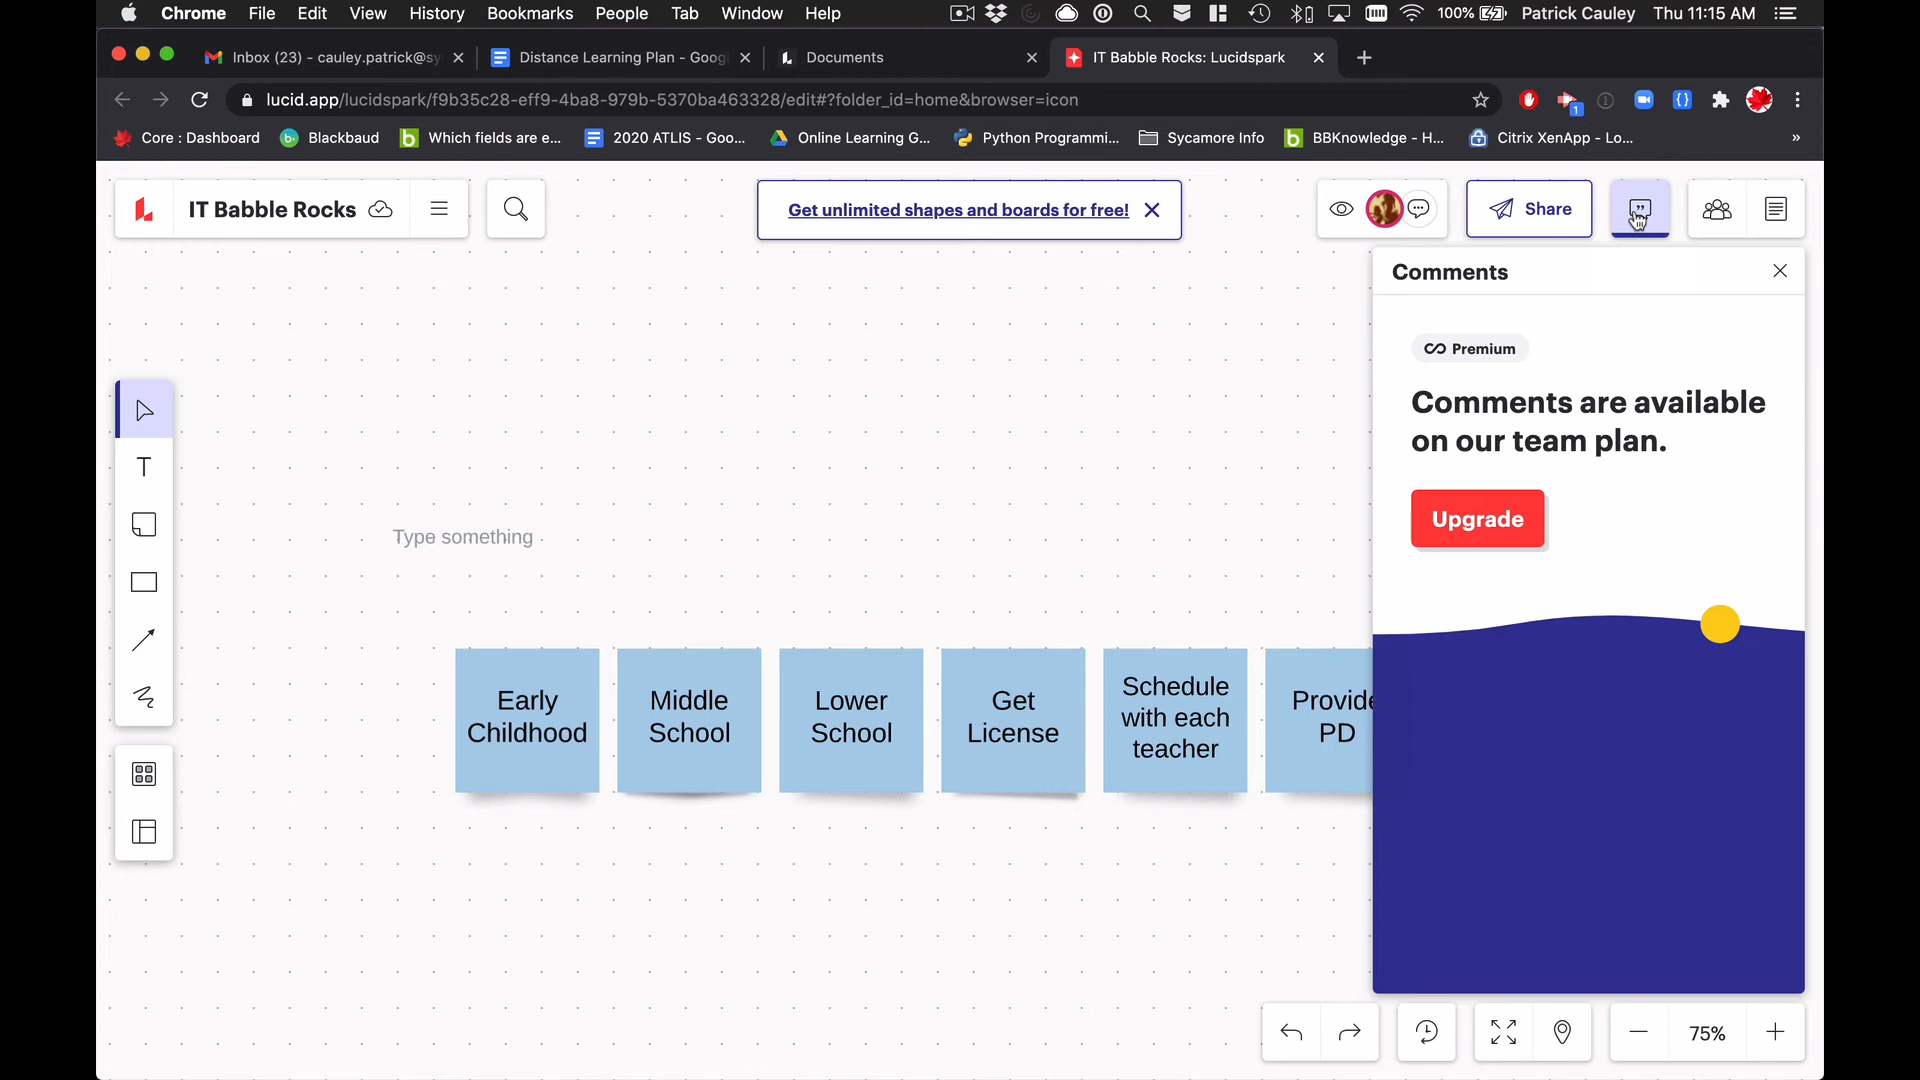 Chrome File Edit View History Bookmarks People Tab Window Help 100% Patrick Cauley Thu 11:15 AM
Inbox (23) - cauley.patrick@sy
Distance Learning Plan - Goog
Documents
IT Babble Rocks: Lucidspark
lucid.app/lucidspark/f9b35c28-eff9-4ba8-979b-5370ba463328/edit#?folder_id=home&browser=icon
1
Core : Dashboard
Blackbaud
Which fields are e...
2020 ATLIS - Goo...
Online Learning G...
Python Programmi...
Sycamore Info
BBKnowledge - H...
Citrix XenApp - Lo...
»
IT Babble Rocks
Get unlimited shapes and boards for free!
Share
Comments
Premium
Comments are available
on our team plan.
Upgrade
T
Type something
Early
Childhood
Middle
School
Lower
School
Get
License
Schedule
with each
teacher
Provide
PD
75%